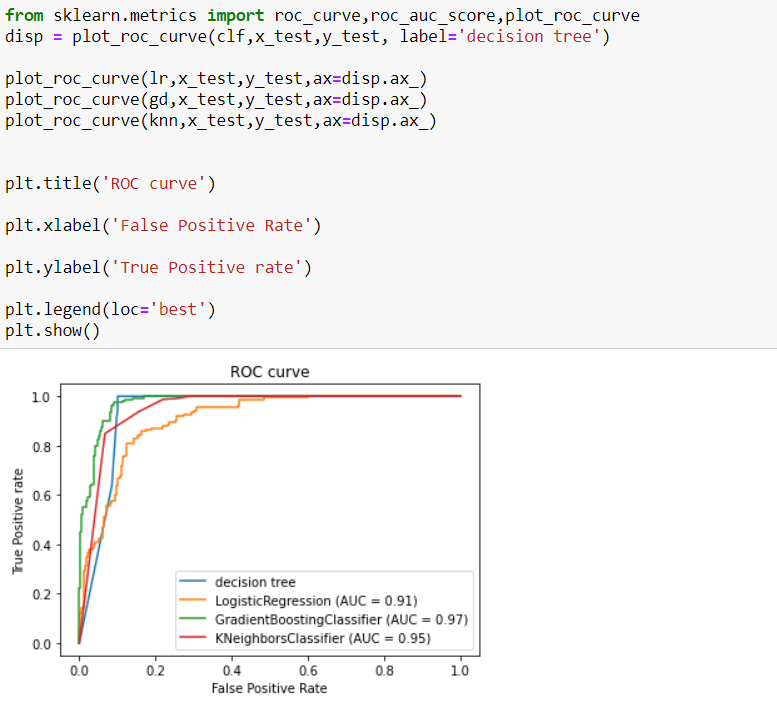 from sklearn.metrics import roc_curve,roc_auc_score,plot_roc_curve
disp = plot_roc_curve(clf,x_test,y_test, label='decision tree')
plot_roc_curve(lr,x_test,y_test,ax=disp.ax_)
plot_roc_curve(gd,x_test,y_test,ax=disp.ax_)
plot_roc_curve(knn,x_test,y_test,ax=disp.ax_)
plt.title('ROC curve')
plt.xlabel('False Positive Rate')
plt.ylabel('True Positive rate')
plt.legend(loc='best')
plt.show()
ROC curve
True Positive rate
1.0
0.8
0.6
0.4
0.2
0.0
decision tree
LogisticRegression (AUC = 0.91)
GradientBoostingClassifier (AUC = 0.97)
KNeighborsClassifier (AUC = 0.95)
0.0 0.2 0.4 0.6 0.8 1.0
False Positive Rate